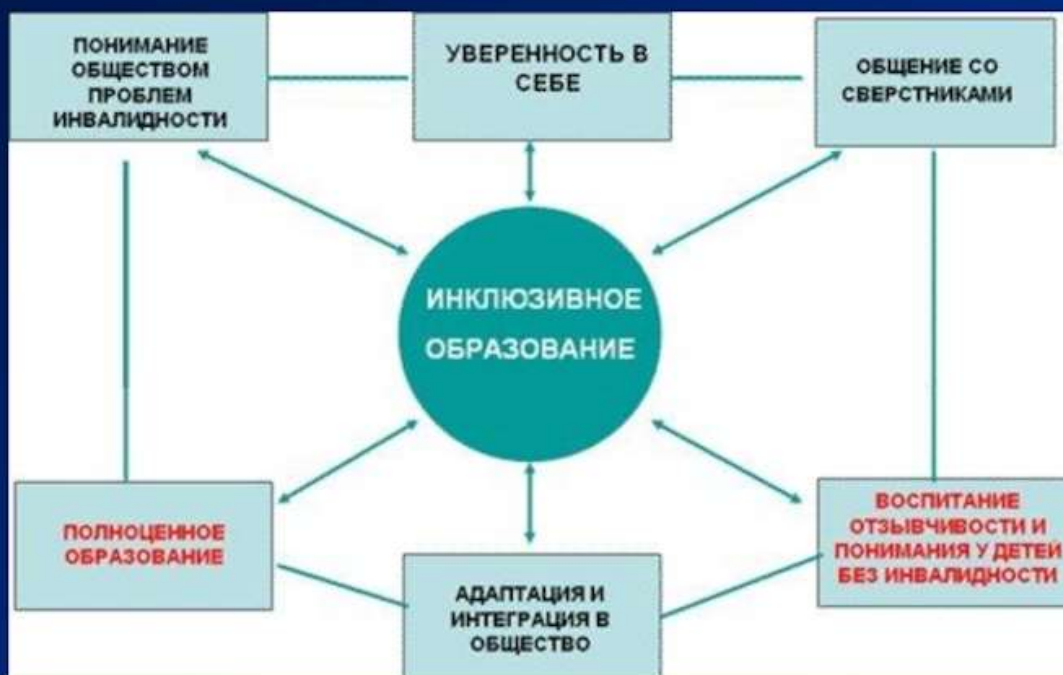 ПОНИМАНИЕ
ОБЩЕСТВОМ
ПРОБЛЕМ
ИНВАЛИДНОСТИ
УВЕРЕННОСТЬ В
СЕБЕ
ОБЩЕНИЕ СО
СВЕРСТНИКАМИ
ИНКЛЮЗИВНОЕ
ОБРАЗОВАНИЕ
ПОЛНОЦЕННОЕ
ОБРАЗОВАНИЕ
АДАПТАЦИЯ И
ИНТЕГРАЦИЯ В
ОБЩЕСТВО
ВОСПИТАНИЕ
ОТЗЫВЧИВОСТИ И
ПОНИМАНИЯ У ДЕТЕЙ
БЕЗ ИНВАЛИДНОСТИ